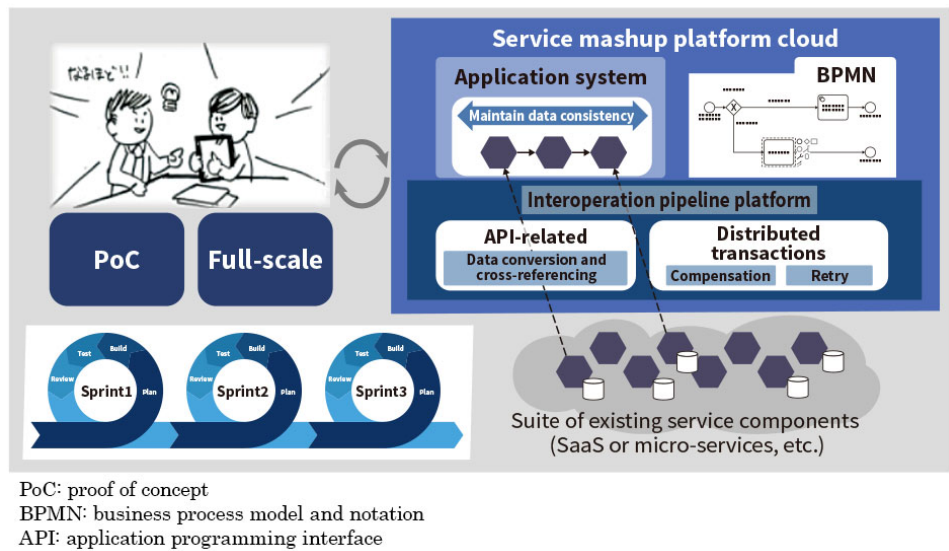 Service mashup platform cloud
なるほど!!
Application system
BPMN
Maintain data consistency
Interoperation pipeline platform
PoC
Full-scale
API-related
Data conversion and
cross-referencing
Distributed
transactions
Compensation
Retry
Test
Build
Review
Plan
Sprint1
Test
Build
Review
Plan
Sprint2
Test
Build
Review
Plan
Sprint3
Suite of existing service components
(SaaS or micro-services, etc.)
PoC: proof of concept
BPMN: business process model and notation
API: application programming interface